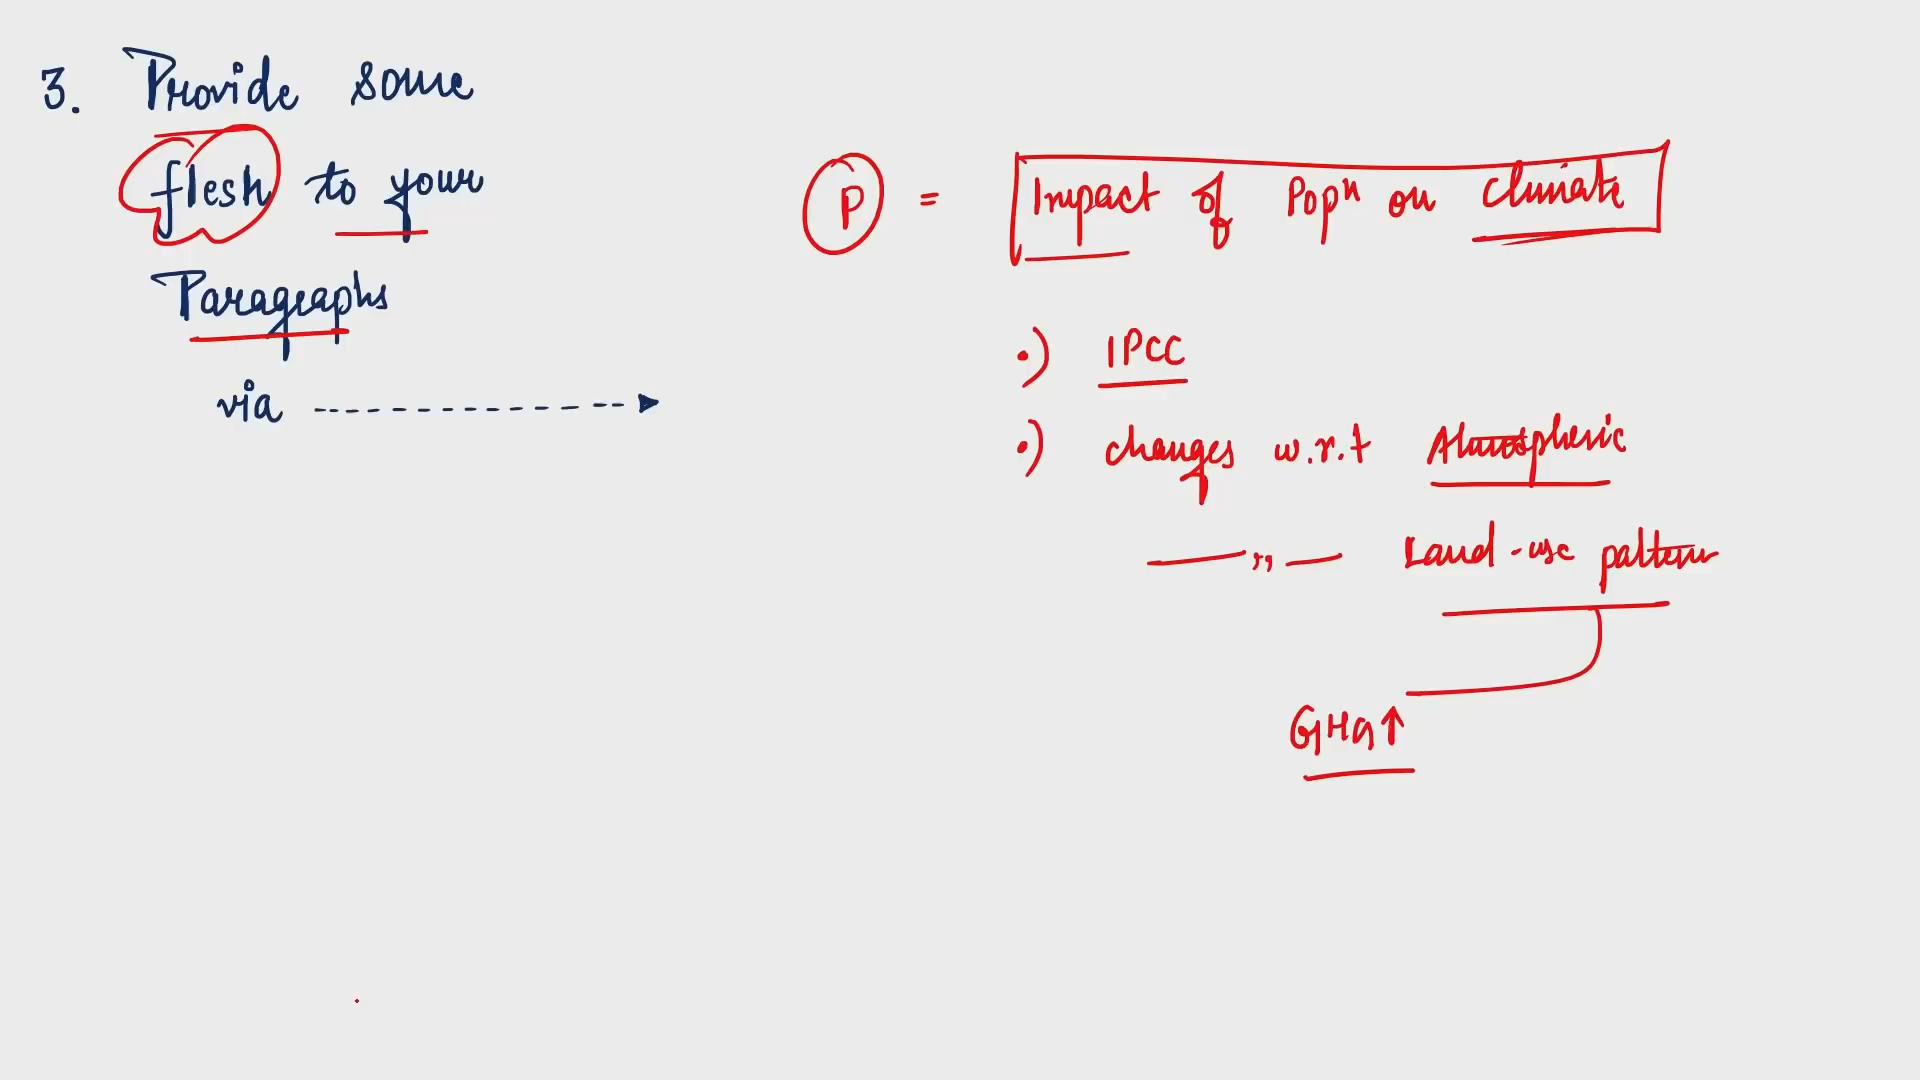 3. Provide some
flesh to your
Paragraphs
via
P = Impact of Popⁿ on Climate
•) IPCC
•) changes w.r.t Atmospheric
—— ,, — Land-use pattern
GHG ↑